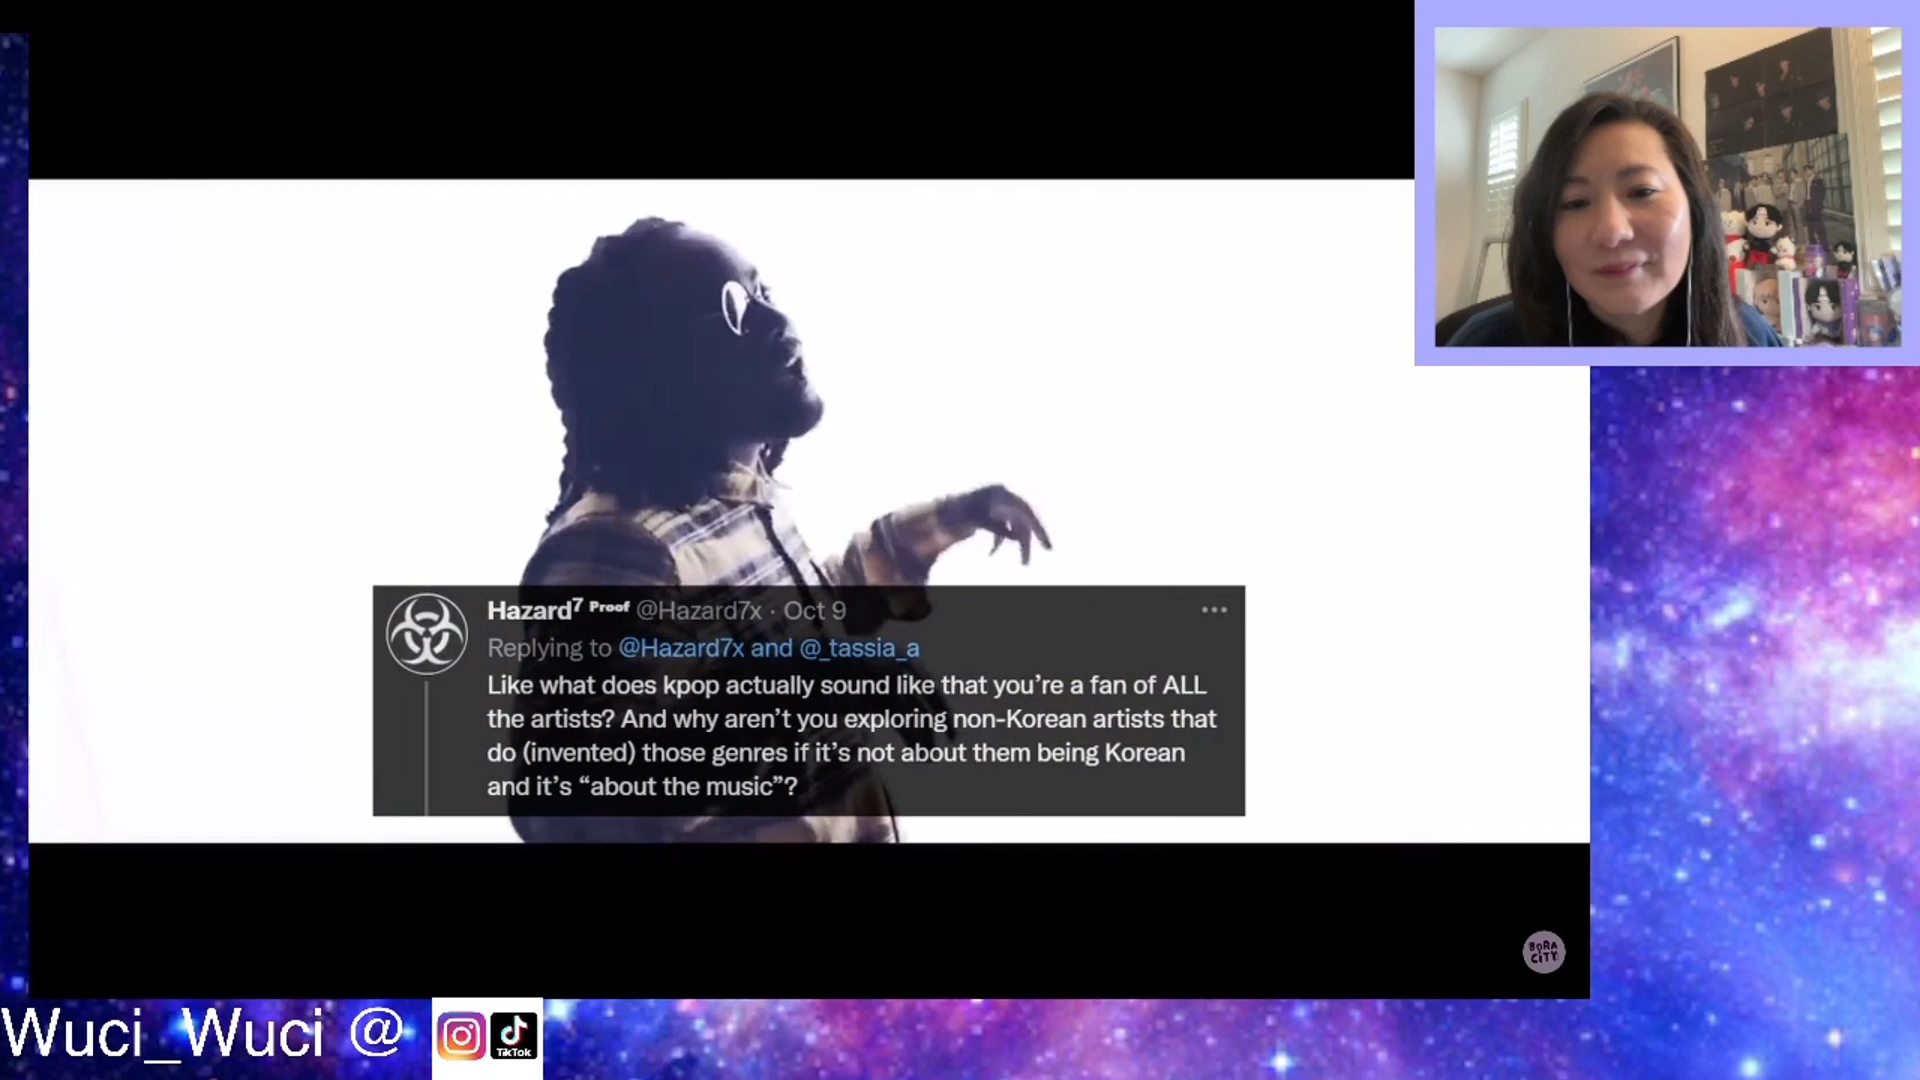 Hazard⁷ Proof @Hazard7x · Oct 9
Replying to @Hazard7x and @_tassia_a
Like what does kpop actually sound like that you’re a fan of ALL
the artists? And why aren’t you exploring non-Korean artists that
do (invented) those genres if it’s not about them being Korean
and it’s “about the music”?
BORA
CITY
Wuci_Wuci @
TikTok